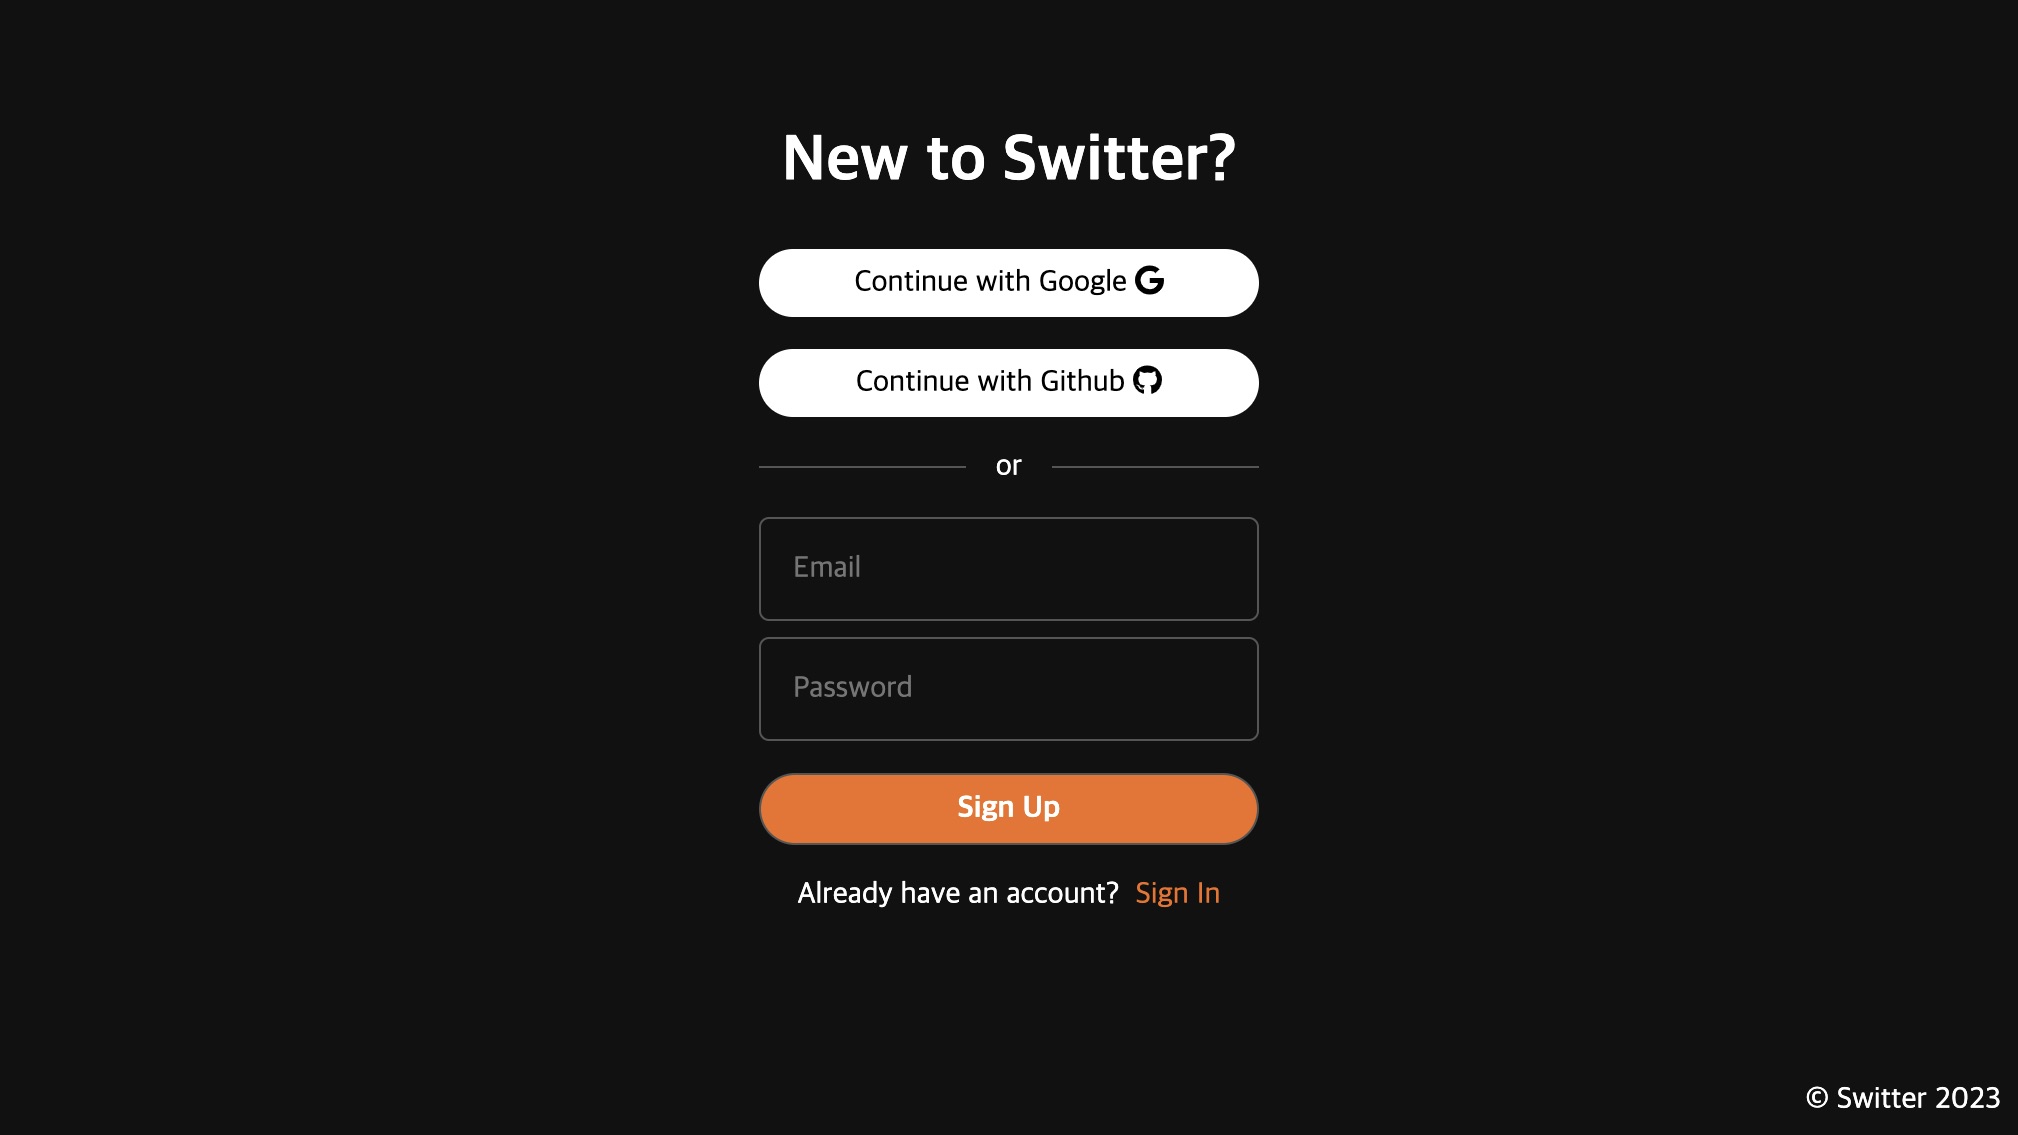 New to Switter?
Continue with Google
Continue with Github
or
Email
Password
Sign Up
Already have an account? Sign In
© Switter 2023